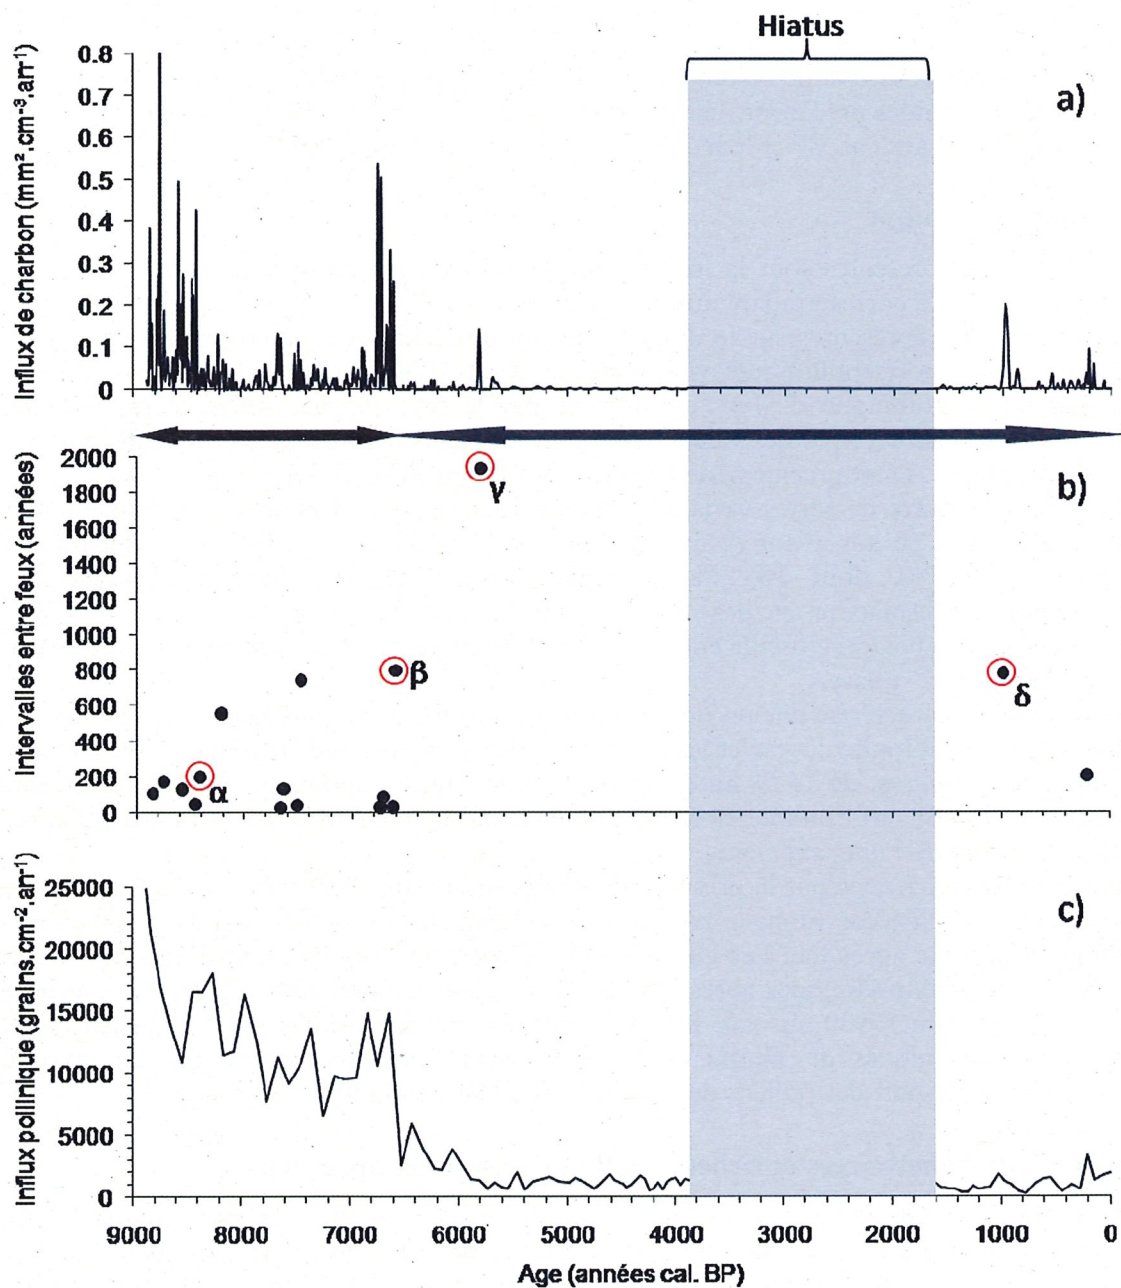 Hiatus
a)
Influx de charbon (mm².cm⁻³.an⁻¹)
0.8
0.7
0.6
0.5
0.4
0.3
0.2
0.1
0
b)
Intervalles entre feux (années)
2000
1800
1600
1400
1200
1000
800
600
400
200
0
γ
β
α
δ
c)
Influx pollinique (grains.cm⁻².an⁻¹)
25000
20000
15000
10000
5000
0
9000 8000 7000 6000 5000 4000 3000 2000 1000 0
Age (années cal. BP)